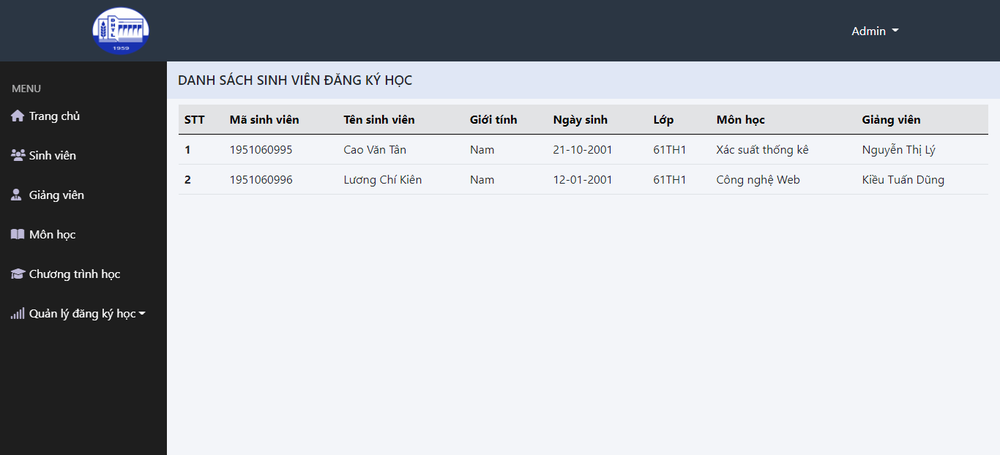 ĐHTL
1959
Admin
MENU
Trang chủ
Sinh viên
Giảng viên
Môn học
Chương trình học
Quản lý đăng ký học
DANH SÁCH SINH VIÊN ĐĂNG KÝ HỌC
STT Mã sinh viên Tên sinh viên Giới tính Ngày sinh Lớp Môn học Giảng viên
1 1951060995 Cao Văn Tân Nam 21-10-2001 61TH1 Xác suất thống kê Nguyễn Thị Lý
2 1951060996 Lương Chí Kiên Nam 12-01-2001 61TH1 Công nghệ Web Kiều Tuấn Dũng